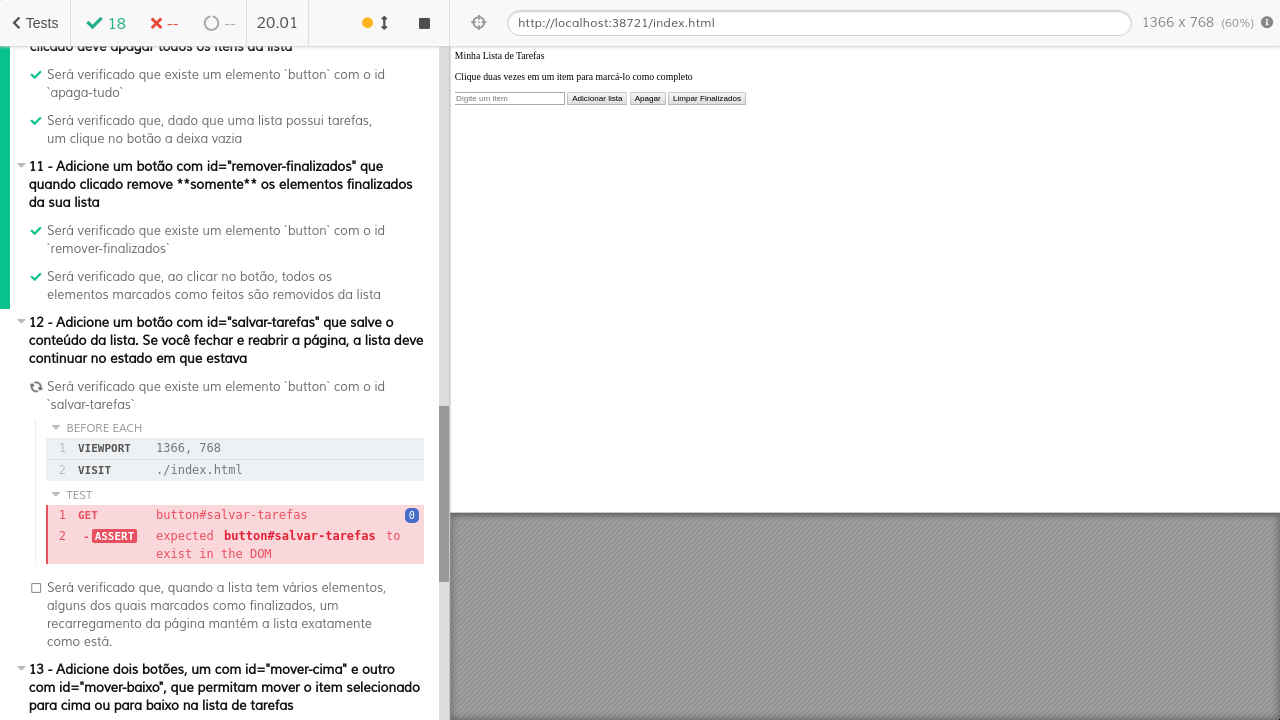 Tests 18 -- -- 20.01
http://localhost:38721/index.html 1366 x 768 (60%)
clicado deve apagar todos os itens da lista
Será verificado que existe um elemento `button` com o id
`apaga-tudo`
Será verificado que, dado que uma lista possui tarefas,
um clique no botão a deixa vazia
11 - Adicione um botão com id="remover-finalizados" que
quando clicado remove **somente** os elementos finalizados
da sua lista
Será verificado que existe um elemento `button` com o id
`remover-finalizados`
Será verificado que, ao clicar no botão, todos os
elementos marcados como feitos são removidos da lista
12 - Adicione um botão com id="salvar-tarefas" que salve o
conteúdo da lista. Se você fechar e reabrir a página, a lista deve
continuar no estado em que estava
Será verificado que existe um elemento `button` com o id
`salvar-tarefas`
BEFORE EACH
1 VIEWPORT 1366, 768
2 VISIT ./index.html
TEST
1 GET button#salvar-tarefas 0
2 - ASSERT expected button#salvar-tarefas to
exist in the DOM
Será verificado que, quando a lista tem vários elementos,
alguns dos quais marcados como finalizados, um
recarregamento da página mantém a lista exatamente
como está.
13 - Adicione dois botões, um com id="mover-cima" e outro
com id="mover-baixo", que permitam mover o item selecionado
para cima ou para baixo na lista de tarefas
Minha Lista de Tarefas
Clique duas vezes em um item para marcá-lo como completo
Digite um item Adicionar lista Apagar Limpar Finalizados